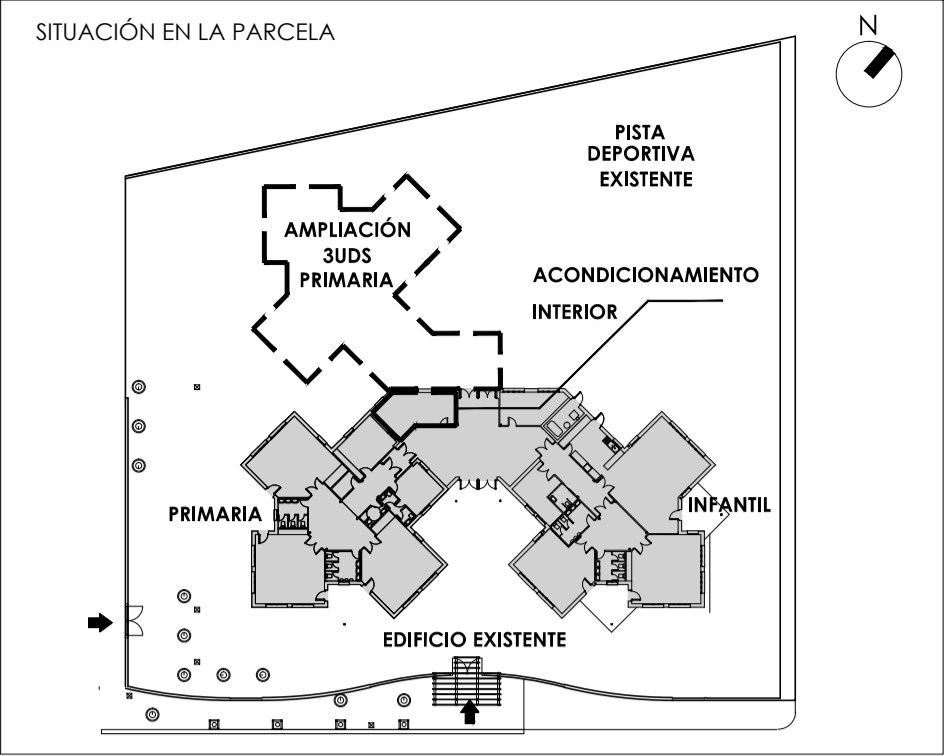 SITUACIÓN EN LA PARCELA
N
PISTA
DEPORTIVA
EXISTENTE
AMPLIACIÓN
3UDS
PRIMARIA
ACONDICIONAMIENTO
INTERIOR
PRIMARIA
INFANTIL
EDIFICIO EXISTENTE